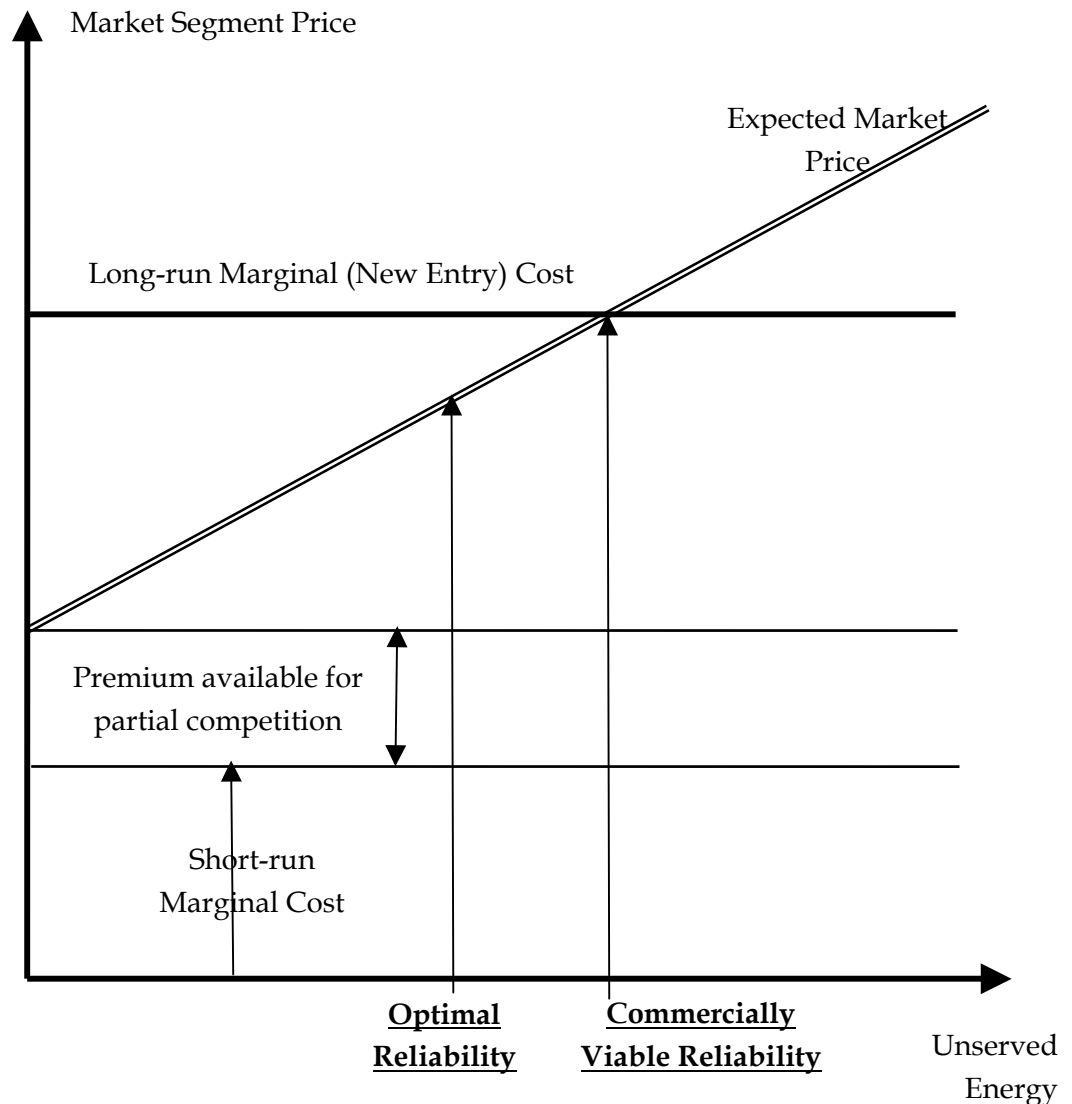 Market Segment Price
Expected Market
Price
Long-run Marginal (New Entry) Cost
Premium available for
partial competition
Short-run
Marginal Cost
Optimal
Reliability
Commercially
Viable Reliability
Unserved
Energy